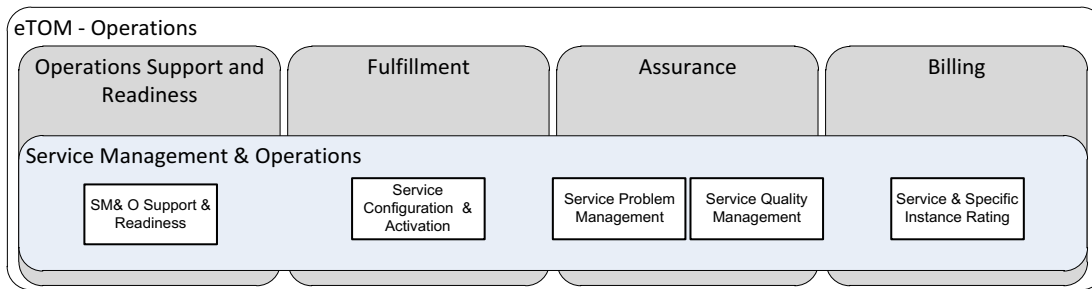 eTOM - Operations
Operations Support and
Readiness
Fulfillment
Assurance
Billing
Service Management & Operations
SM& O Support &
Readiness
Service
Configuration &
Activation
Service Problem
Management
Service Quality
Management
Service & Specific
Instance Rating